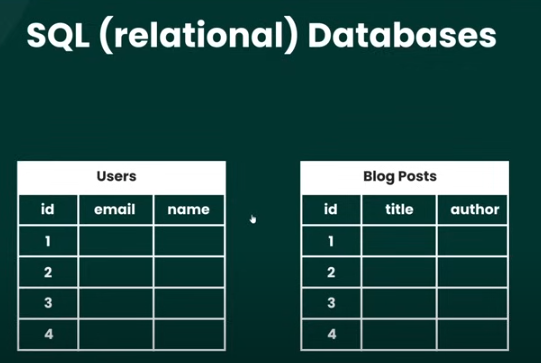 SQL (relational) Databases
Users
id email name
1
2
3
4
Blog Posts
id title author
1
2
3
4